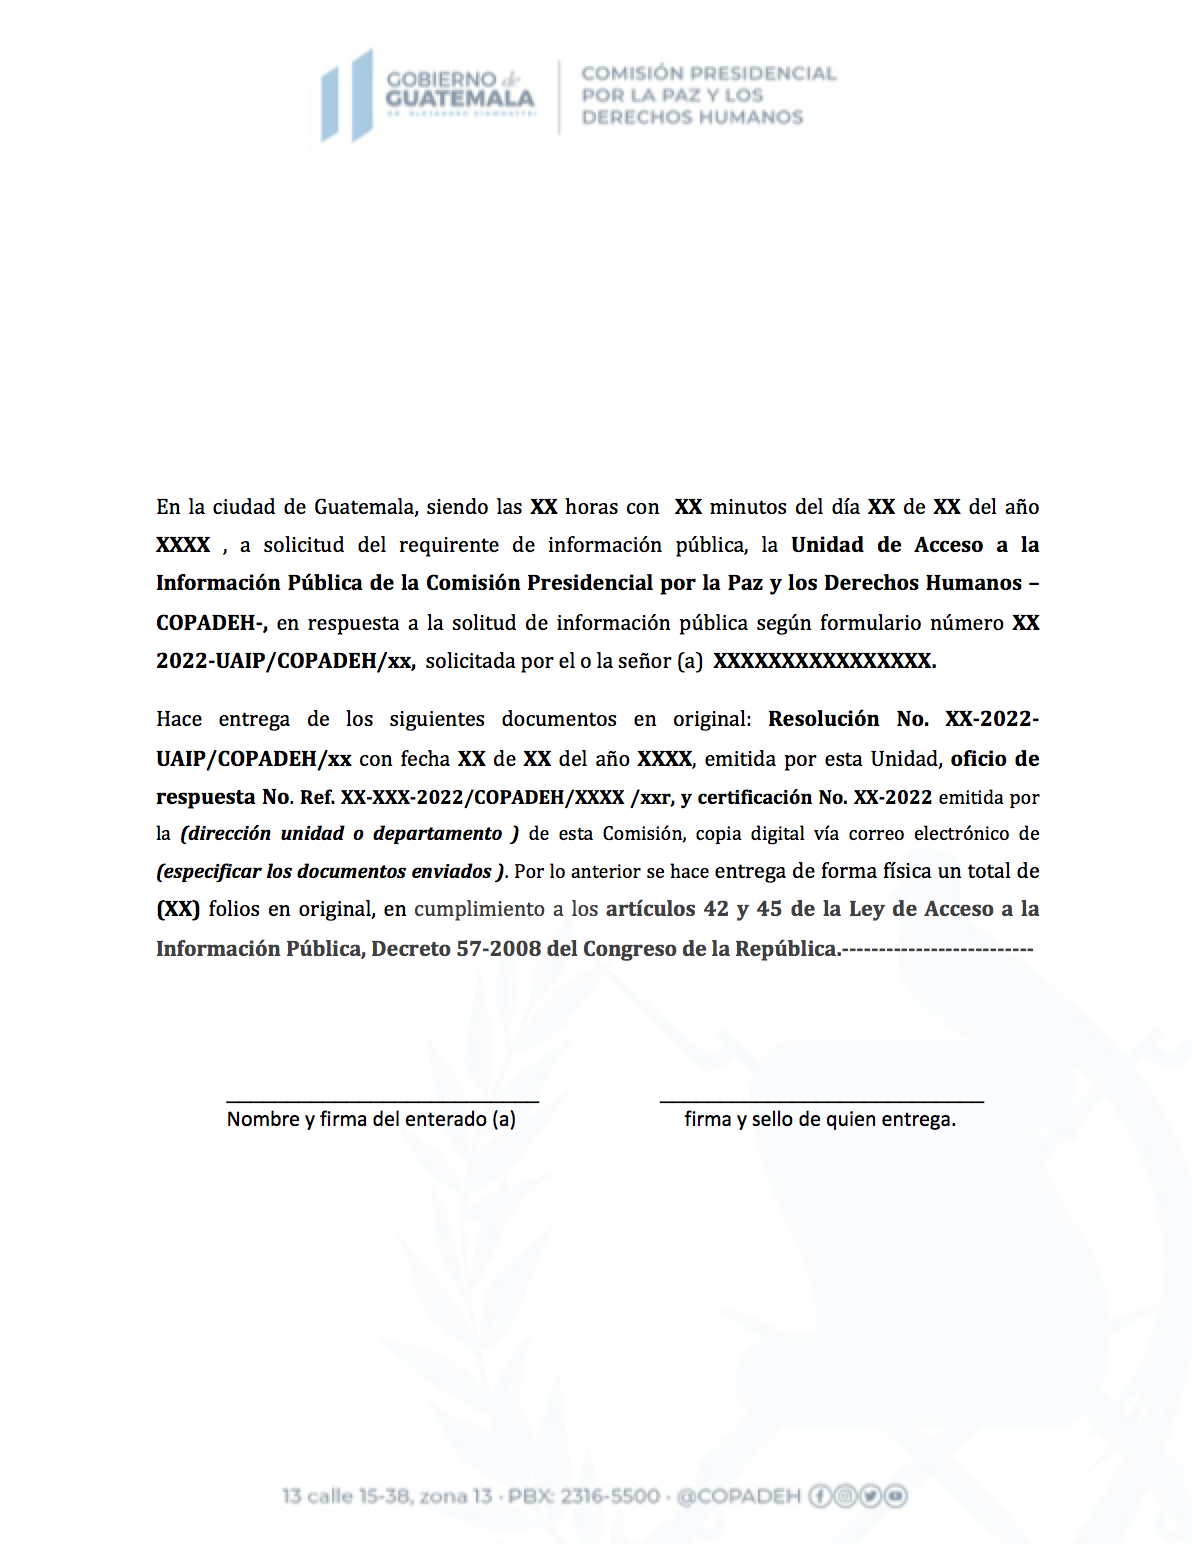 GOBIERNO de
GUATEMALA
DR. ALEJANDRO GIAMMATTEI
COMISIÓN PRESIDENCIAL
POR LA PAZ Y LOS
DERECHOS HUMANOS
En la ciudad de Guatemala, siendo las XX horas con XX minutos del día XX de XX del año
XXXX , a solicitud del requirente de información pública, la Unidad de Acceso a la
Información Pública de la Comisión Presidencial por la Paz y los Derechos Humanos –
COPADEH-, en respuesta a la solitud de información pública según formulario número XX
2022-UAIP/COPADEH/xx, solicitada por el o la señor (a) XXXXXXXXXXXXXXXX.
Hace entrega de los siguientes documentos en original: Resolución No. XX-2022-
UAIP/COPADEH/xx con fecha XX de XX del año XXXX, emitida por esta Unidad, oficio de
respuesta No. Ref. XX-XXX-2022/COPADEH/XXXX /xxr, y certificación No. XX-2022 emitida por
la (dirección unidad o departamento ) de esta Comisión, copia digital vía correo electrónico de
(especificar los documentos enviados ). Por lo anterior se hace entrega de forma física un total de
(XX) folios en original, en cumplimiento a los artículos 42 y 45 de la Ley de Acceso a la
Información Pública, Decreto 57-2008 del Congreso de la República.--------------------------
Nombre y firma del enterado (a)
firma y sello de quien entrega.
13 calle 15-38, zona 13 · PBX: 2316-5500 · @COPADEH